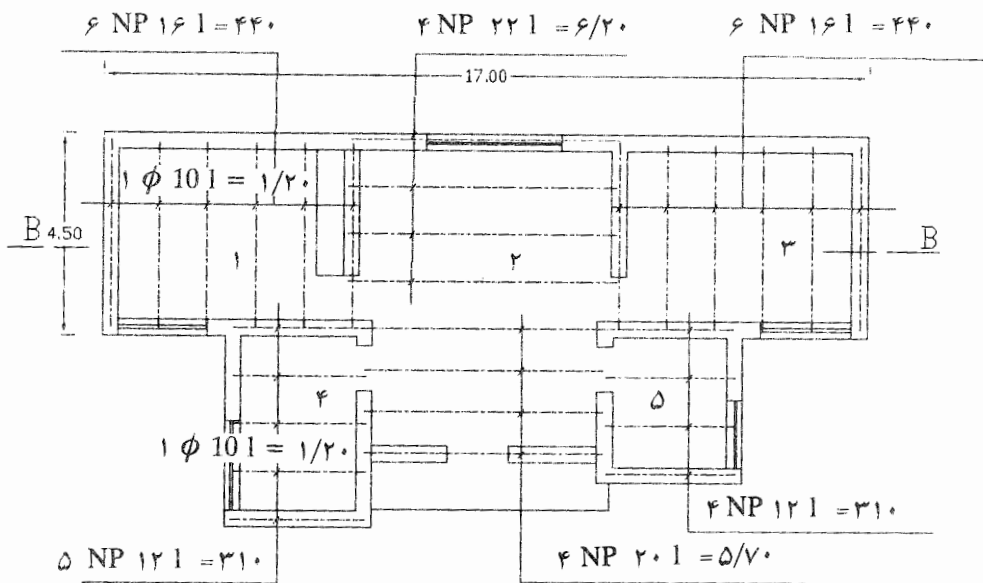 ۶ NP ۱۶ l = ۴۴۰
۴ NP ۲۲ l = ۶/۲۰
۶ NP ۱۶ l = ۴۴۰
17.00
۱ ϕ 10 l = ۱/۲۰
B 4.50
B
۱
۲
۳
۴
۵
۱ ϕ 10 l = ۱/۲۰
۴ NP ۱۲ l = ۳۱۰
۵ NP ۱۲ l = ۳۱۰
۴ NP ۲۰ l = ۵/۷۰